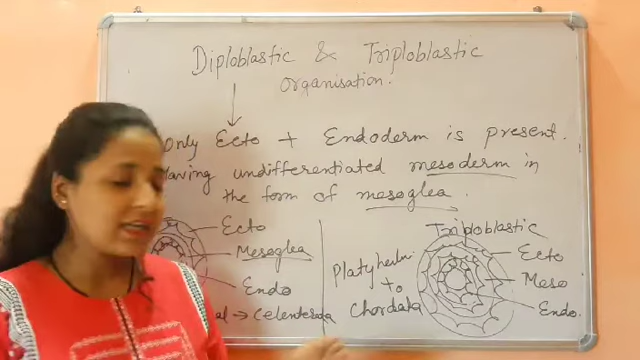 Diploblastic & Triploblastic
Organisation.
Only Ecto + Endoderm is present.
Having undifferentiated mesoderm in
the form of mesoglea.
Ecto
Mesoglea
Endo
→ Celenterata
Triploblastic
Platyhelm
to
Chordata
Ecto
Meso
Endo.